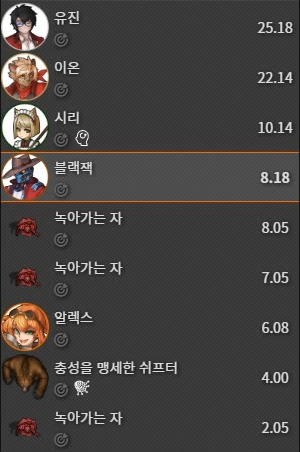 유진 25.18
이온 22.14
시리 10.14
블랙잭 8.18
녹아가는 자 8.05
녹아가는 자 7.05
알렉스 6.08
충성을 맹세한 쉬프터 4.00
녹아가는 자 2.05